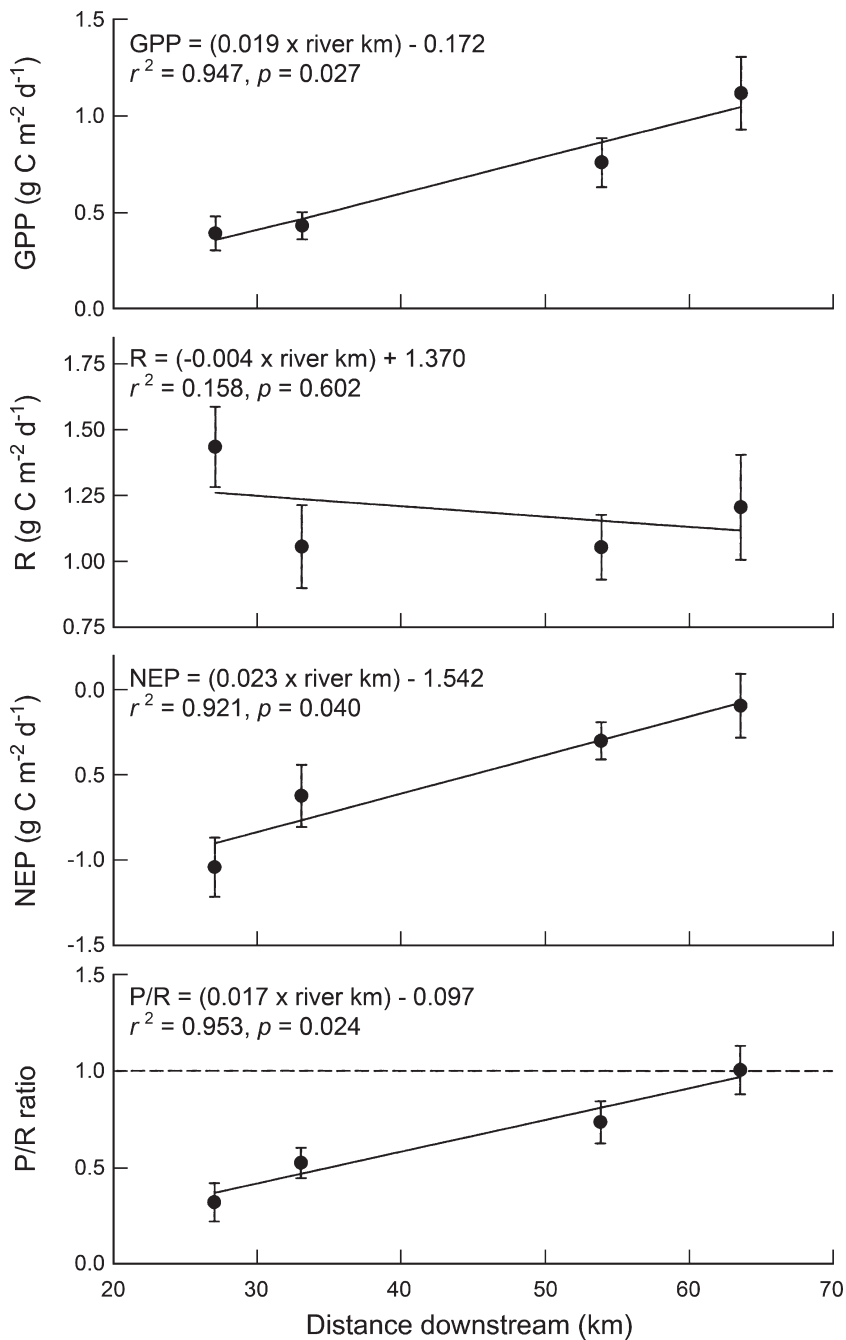 GPP = (0.019 x river km) - 0.172
r 2 = 0.947, p = 0.027
GPP (g C m-2 d-1)
1.5
1.0
0.5
0.0
R = (-0.004 x river km) + 1.370
r 2 = 0.158, p = 0.602
R (g C m-2 d-1)
1.75
1.50
1.25
1.00
0.75
NEP = (0.023 x river km) - 1.542
r 2 = 0.921, p = 0.040
NEP (g C m-2 d-1)
0.0
0.5
-1.0
-1.5
P/R = (0.017 x river km) - 0.097
r 2 = 0.953, p = 0.024
P/R ratio
1.5
1.0
0.5
0.0
20 30 40 50 60 70
Distance downstream (km)